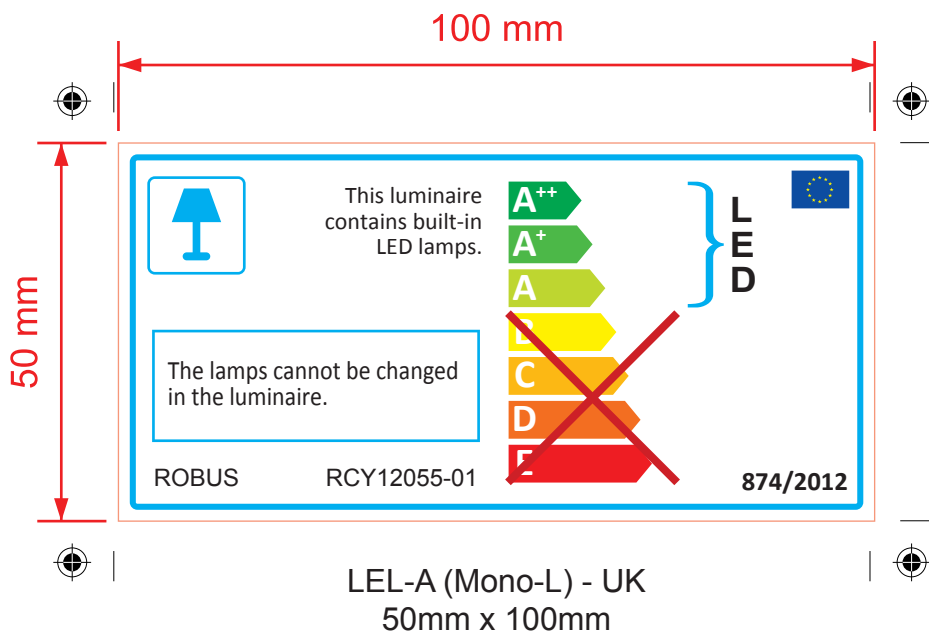 100 mm
50 mm
This luminaire
contains built-in
LED lamps.
A++
A+
A
B
C
D
E
L
E
D
The lamps cannot be changed
in the luminaire.
ROBUS RCY12055-01
874/2012
LEL-A (Mono-L) - UK
50mm x 100mm